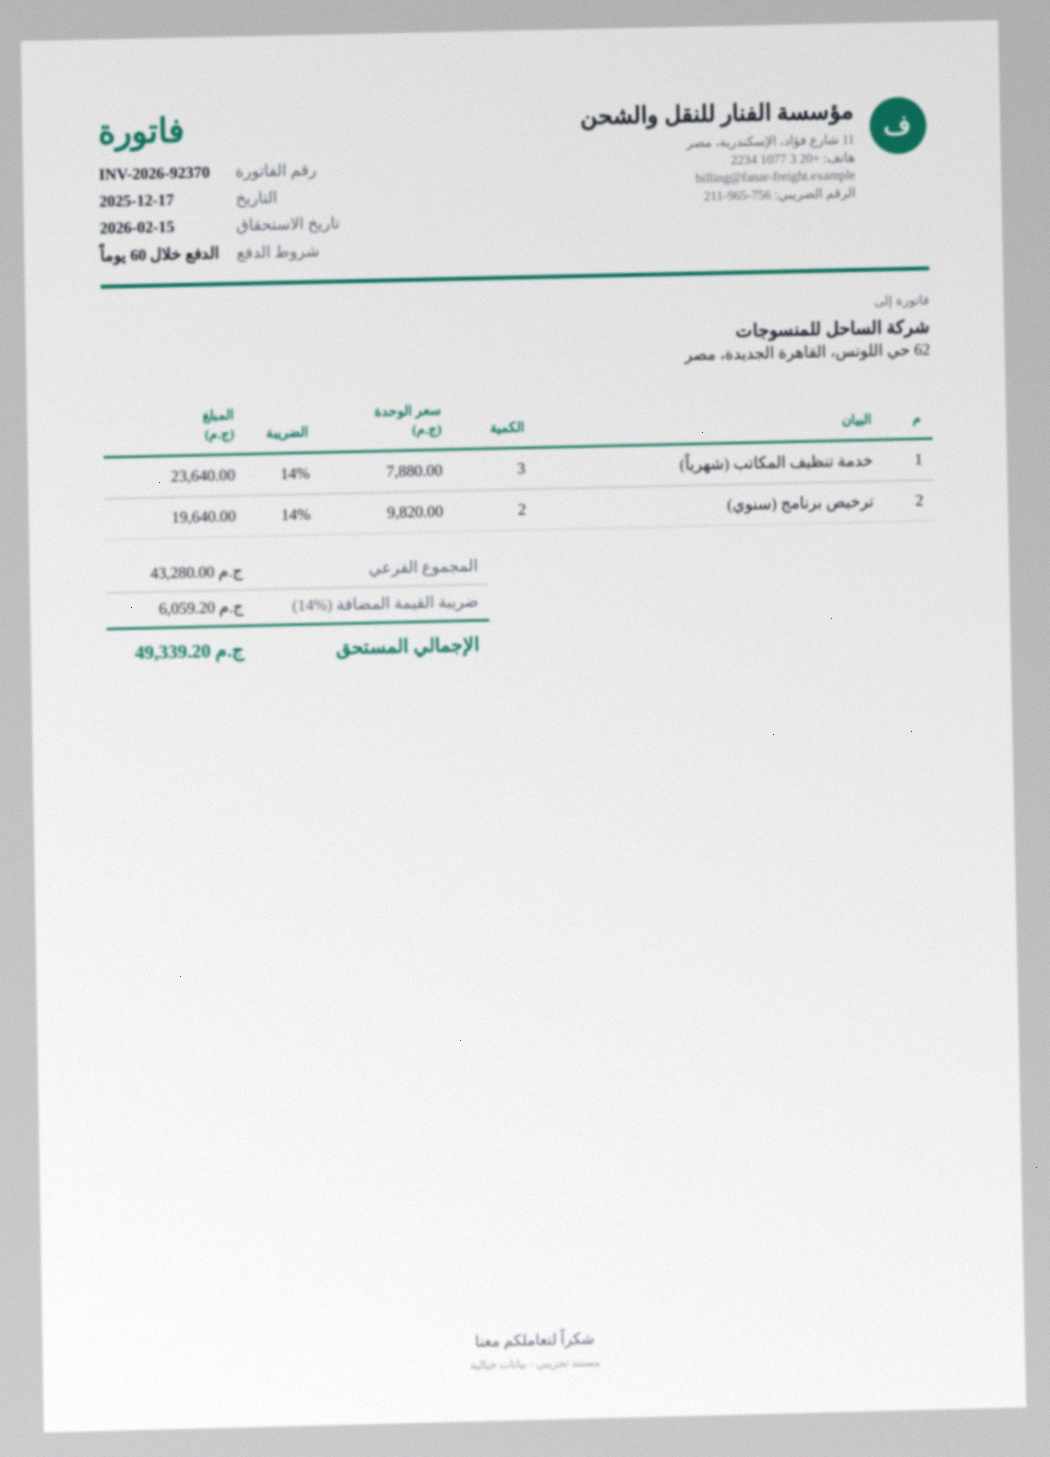 ف
مؤسسة الفنار للنقل والشحن
11 شارع فؤاد، الإسكندرية، مصر
هاتف: +20 3 1077 2234
billing@fanar-freight.example
الرقم الضريبي: 756-965-211
فاتورة
رقم الفاتورة INV-2026-92370
التاريخ 2025-12-17
تاريخ الاستحقاق 2026-02-15
شروط الدفع الدفع خلال 60 يوماً
فاتورة إلى
شركة الساحل للمنسوجات
62 حي اللوتس، القاهرة الجديدة، مصر
م البيان الكمية سعر الوحدة (ج.م) الضريبة المبلغ (ج.م)
1 خدمة تنظيف المكاتب (شهرياً) 3 7,880.00 14% 23,640.00
2 ترخيص برنامج (سنوي) 2 9,820.00 14% 19,640.00
المجموع الفرعي ج.م 43,280.00
ضريبة القيمة المضافة (14%) ج.م 6,059.20
الإجمالي المستحق ج.م 49,339.20
شكراً لتعاملكم معنا
مستند تجريبي - بيانات خيالية